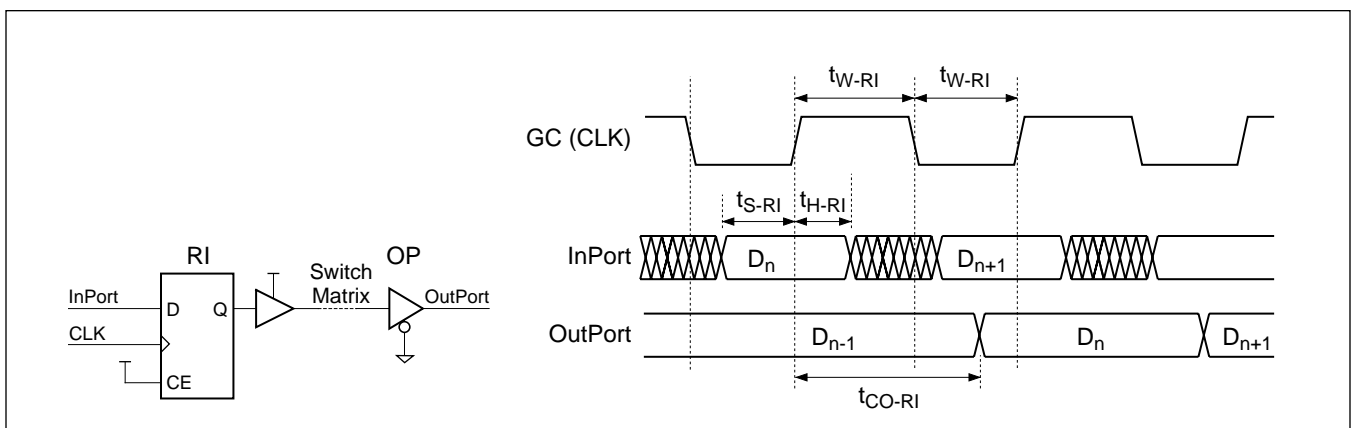 RI
OP
Switch
Matrix
InPort
D
Q
OutPort
CLK
CE
tW-RI
tW-RI
GC (CLK)
tS-RI
tH-RI
InPort
Dn
Dn+1
OutPort
Dn-1
Dn
Dn+1
tCO-RI